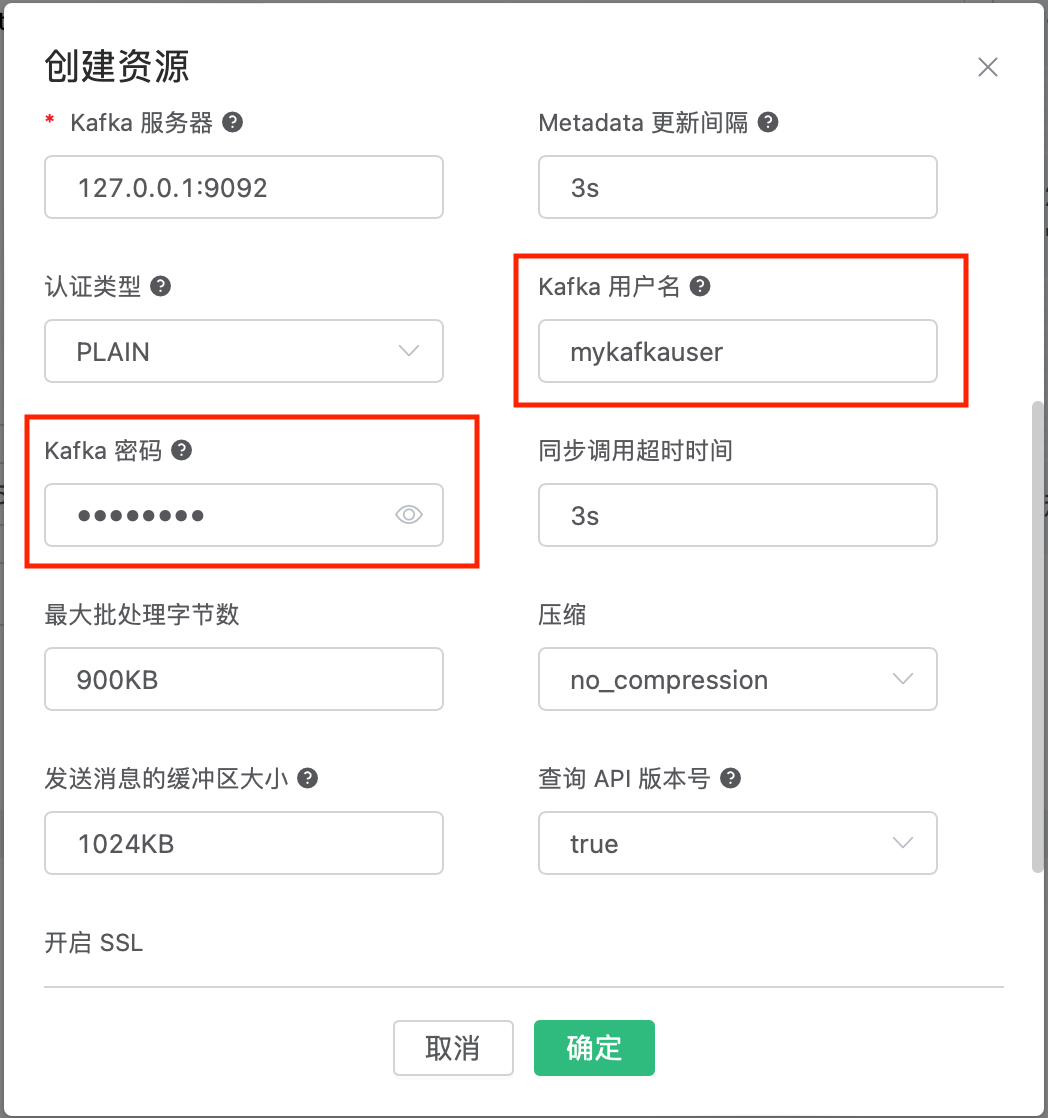 创建资源
* Kafka 服务器 ?
Metadata 更新间隔 ?
127.0.0.1:9092
3s
认证类型 ?
Kafka 用户名 ?
PLAIN
mykafkauser
Kafka 密码 ?
同步调用超时时间
••••••••
3s
最大批处理字节数
压缩
900KB
no_compression
发送消息的缓冲区大小 ?
查询 API 版本号 ?
1024KB
true
开启 SSL
取消
确定